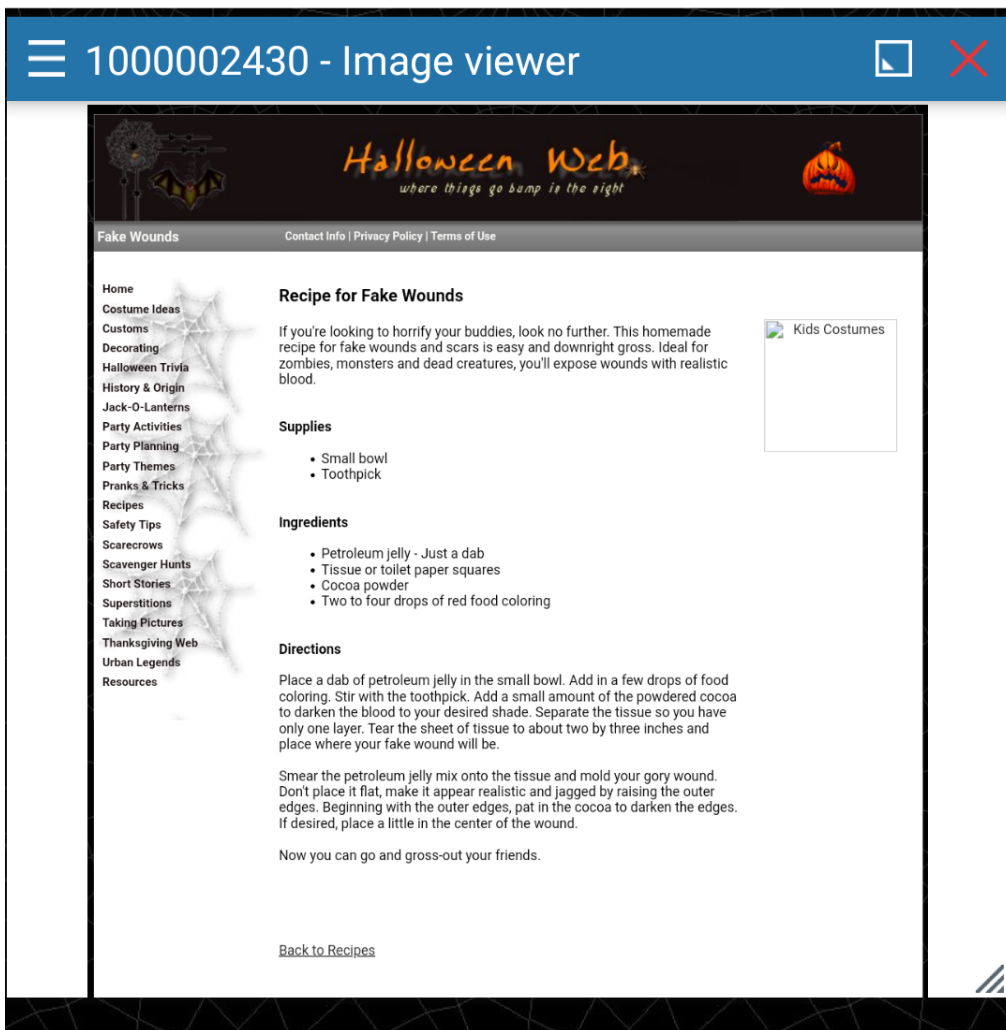 1000002430 - Image viewer
Halloween Web
where things go bump in the night
Fake Wounds
Contact Info | Privacy Policy | Terms of Use
Home
Costume Ideas
Customs
Decorating
Halloween Trivia
History & Origin
Jack-O-Lanterns
Party Activities
Party Planning
Party Themes
Pranks & Tricks
Recipes
Safety Tips
Scarecrows
Scavenger Hunts
Short Stories
Superstitions
Taking Pictures
Thanksgiving Web
Urban Legends
Resources
Recipe for Fake Wounds
If you're looking to horrify your buddies, look no further. This homemade
recipe for fake wounds and scars is easy and downright gross. Ideal for
zombies, monsters and dead creatures, you'll expose wounds with realistic
blood.
Supplies
• Small bowl
• Toothpick
Ingredients
• Petroleum jelly - Just a dab
• Tissue or toilet paper squares
• Cocoa powder
• Two to four drops of red food coloring
Directions
Place a dab of petroleum jelly in the small bowl. Add in a few drops of food
coloring. Stir with the toothpick. Add a small amount of the powdered cocoa
to darken the blood to your desired shade. Separate the tissue so you have
only one layer. Tear the sheet of tissue to about two by three inches and
place where your fake wound will be.
Smear the petroleum jelly mix onto the tissue and mold your gory wound.
Don't place it flat, make it appear realistic and jagged by raising the outer
edges. Beginning with the outer edges, pat in the cocoa to darken the edges.
If desired, place a little in the center of the wound.
Now you can go and gross-out your friends.
Back to Recipes
Kids Costumes